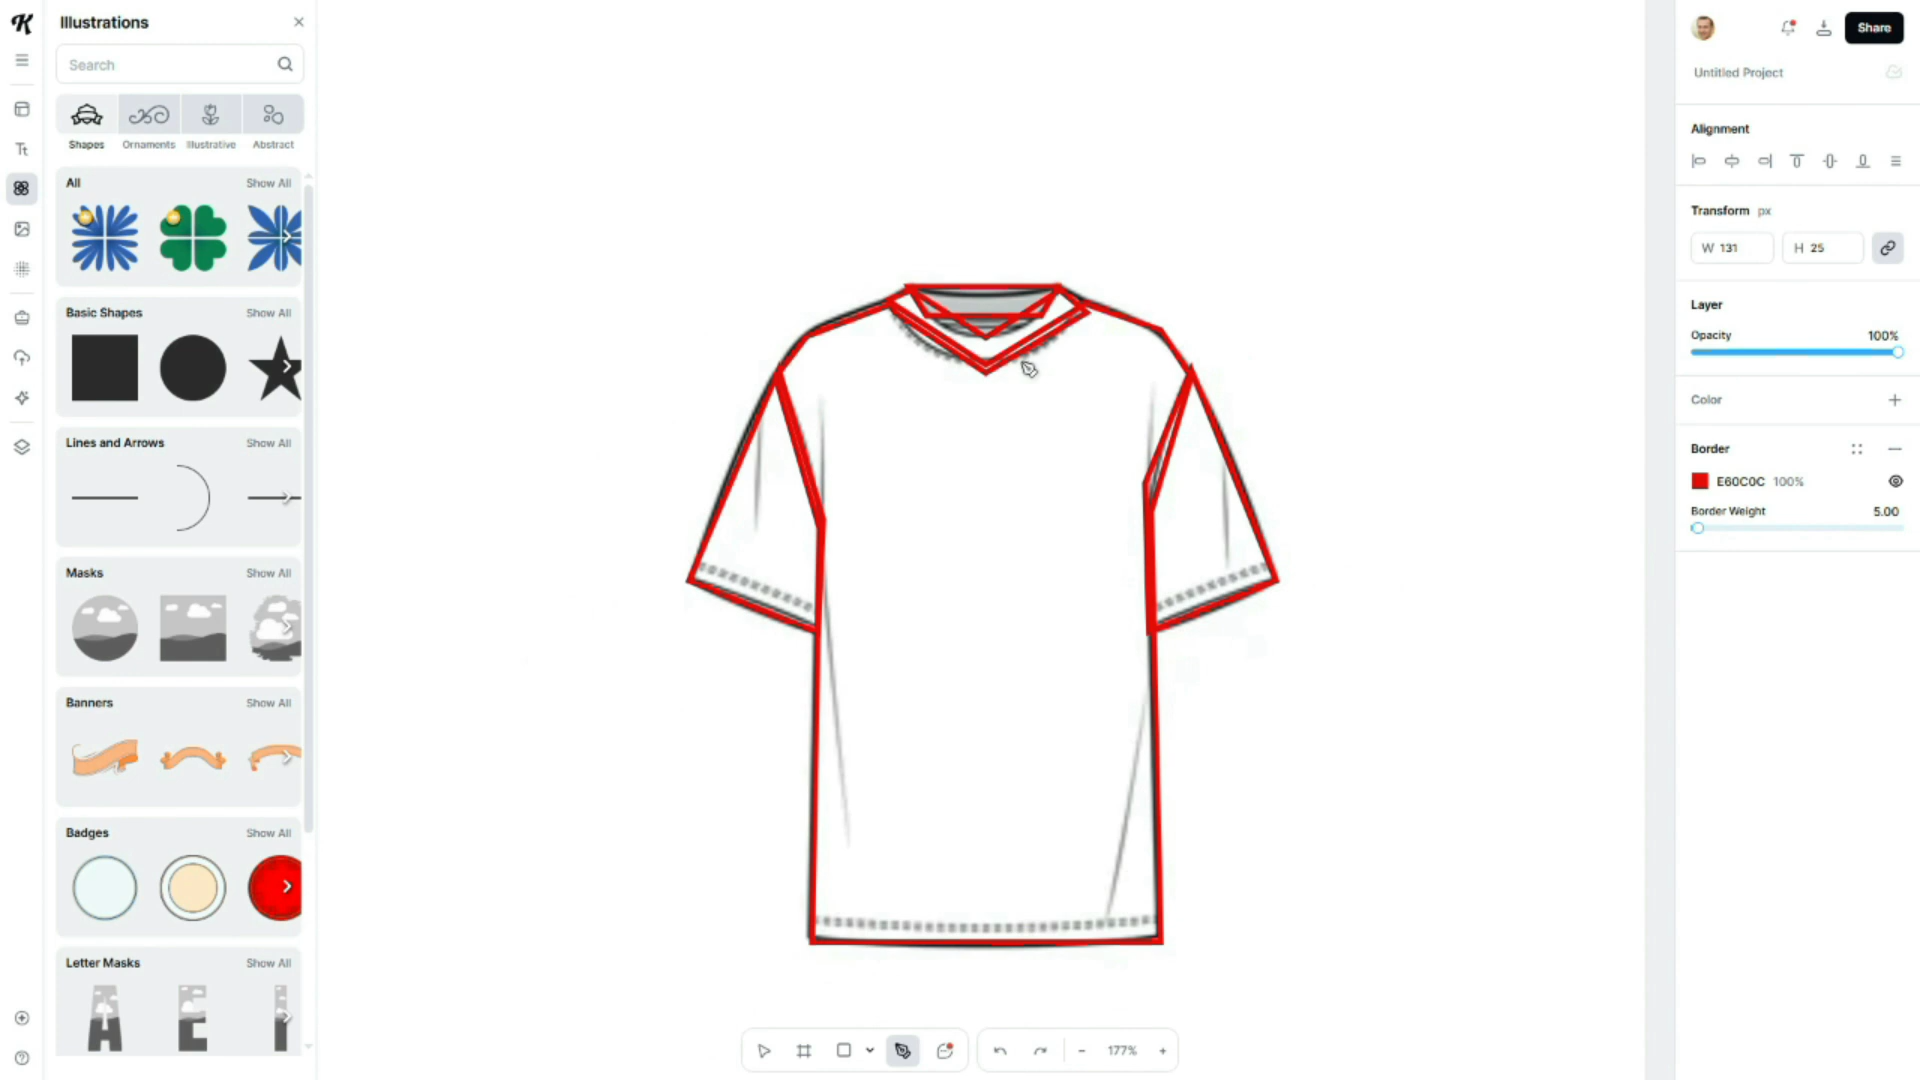 Illustrations
Search
Shapes
Ornaments
Illustrative
Abstract
All
Show All
Basic Shapes
Show All
Lines and Arrows
Show All
Masks
Show All
Banners
Show All
Badges
Show All
Letter Masks
Show All
177%
Share
Untitled Project
Alignment
Transform px
W 131
H 25
Layer
Opacity 100%
Color
Border
E60C0C 100%
Border Weight 5.00